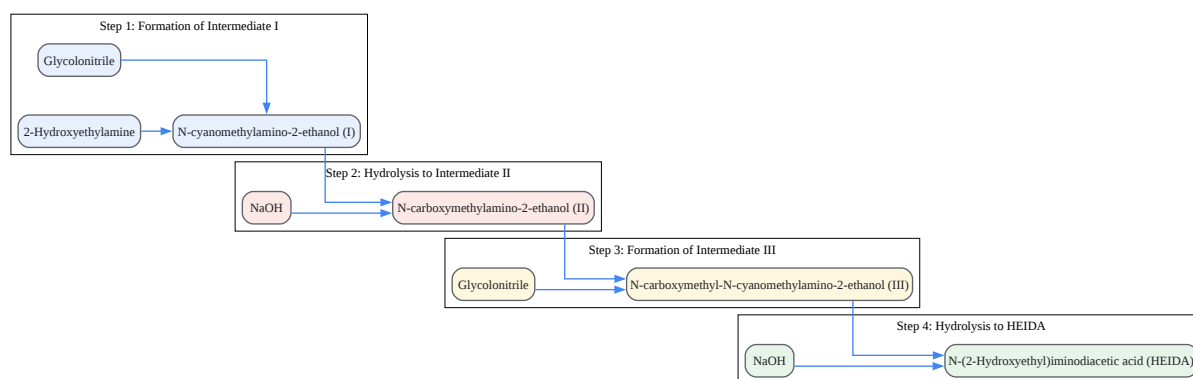 Step 1: Formation of Intermediate I
Glycolonitrile
2-Hydroxyethylamine
N-cyanomethylamino-2-ethanol (I)
Step 2: Hydrolysis to Intermediate II
NaOH
N-carboxymethylamino-2-ethanol (II)
Step 3: Formation of Intermediate III
Glycolonitrile
N-carboxymethyl-N-cyanomethylamino-2-ethanol (III)
Step 4: Hydrolysis to HEIDA
NaOH
N-(2-Hydroxyethyl)iminodiacetic acid (HEIDA)